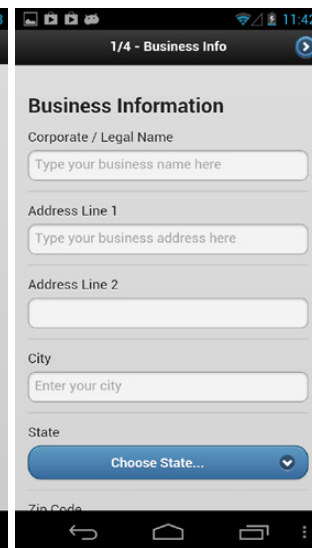 11:42
1/4 - Business Info
Business Information
Corporate / Legal Name
Type your business name here
Address Line 1
Type your business address here
Address Line 2
City
Enter your city
State
Choose State...
Zip Code